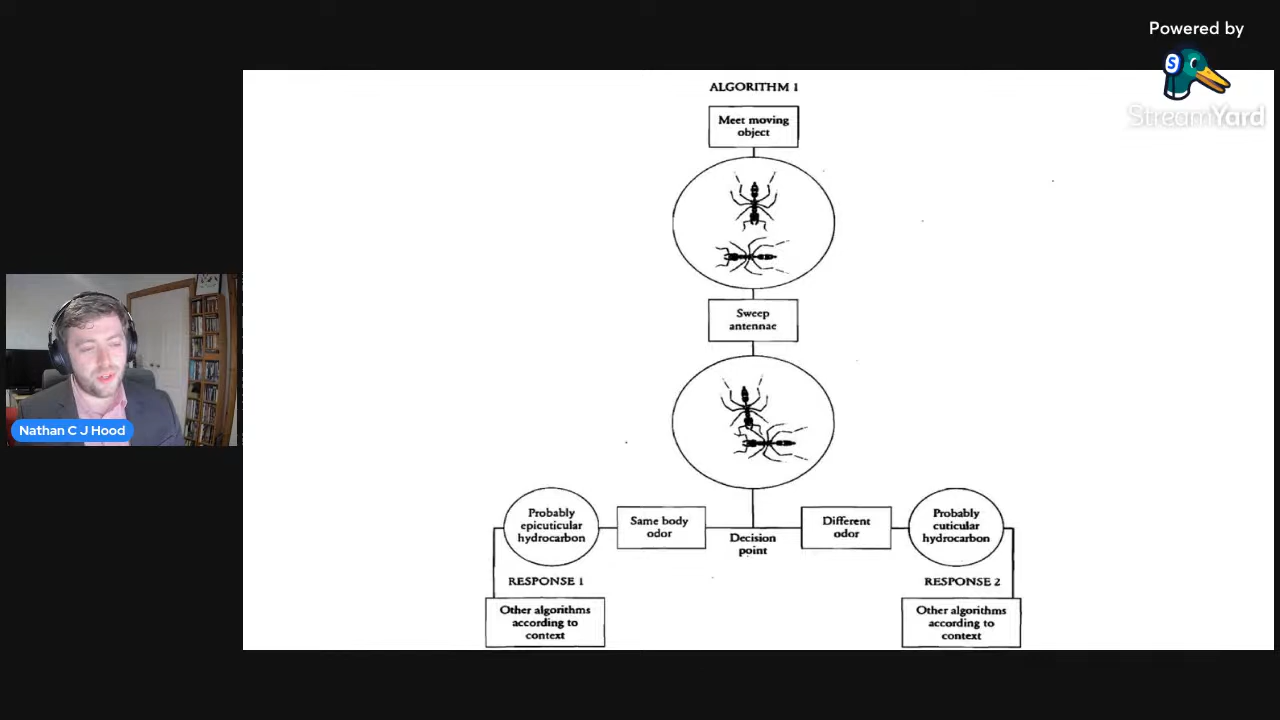 Powered by
StreamYard
ALGORITHM 1
Meet moving
object
Sweep
antennae
Nathan C J Hood
Probably
epicuticular
hydrocarbon
Same body
odor
Decision
point
Different
odor
Probably
cuticular
hydrocarbon
RESPONSE 1
RESPONSE 2
Other algorithms
according to
context
Other algorithms
according to
context